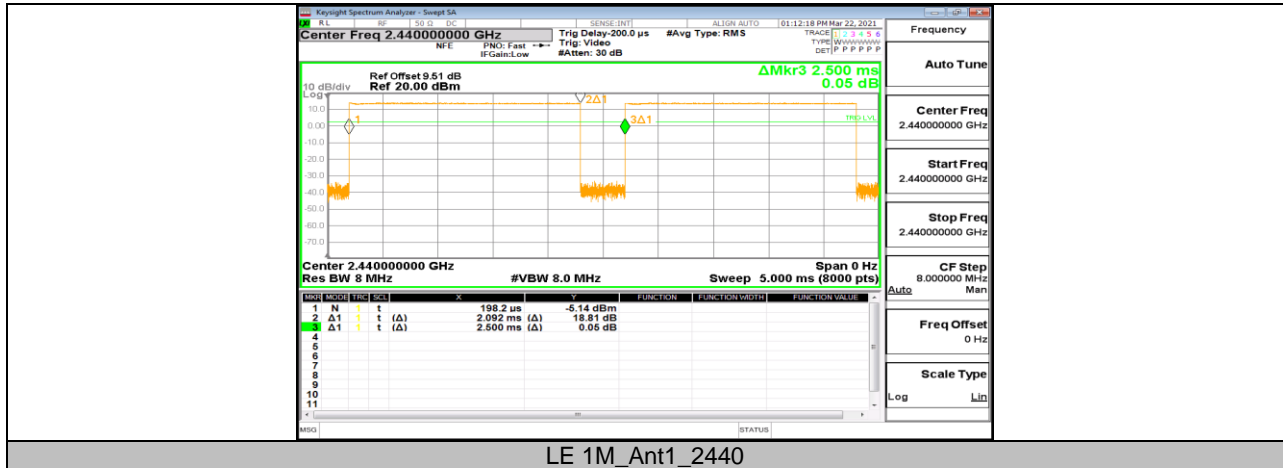 Keysight Spectrum Analyzer - Swept SA
RL RF 50 Ω DC SENSE:INT ALIGN AUTO 01:12:18 PM Mar 22, 2021
Center Freq 2.440000000 GHz
NFE PNO: Fast IFGain:Low
Trig Delay-200.0 µs
Trig: Video
#Atten: 30 dB
#Avg Type: RMS
TRACE 1 2 3 4 5 6
TYPE WWWWWW
DET P P P P P P
Frequency
Auto Tune
ΔMkr3 2.500 ms
0.05 dB
Ref Offset 9.51 dB
10 dB/div Ref 20.00 dBm
Log
10.0
0.00
-10.0
-20.0
-30.0
-40.0
-50.0
-60.0
-70.0
1
2Δ1
3Δ1
TRIG LVL
Center Freq
2.440000000 GHz
Start Freq
2.440000000 GHz
Stop Freq
2.440000000 GHz
Center 2.440000000 GHz Span 0 Hz
Res BW 8 MHz #VBW 8.0 MHz Sweep 5.000 ms (8000 pts)
CF Step
8.000000 MHz
Auto Man
MKR MODE TRC SCL X Y FUNCTION FUNCTION WIDTH FUNCTION VALUE
1 N 1 t 198.2 µs -5.14 dBm
2 Δ1 1 t (Δ) 2.092 ms (Δ) 18.81 dB
3 Δ1 1 t (Δ) 2.500 ms (Δ) 0.05 dB
4
5
6
7
8
9
10
11
Freq Offset
0 Hz
Scale Type
Log Lin
MSG STATUS
LE 1M_Ant1_2440